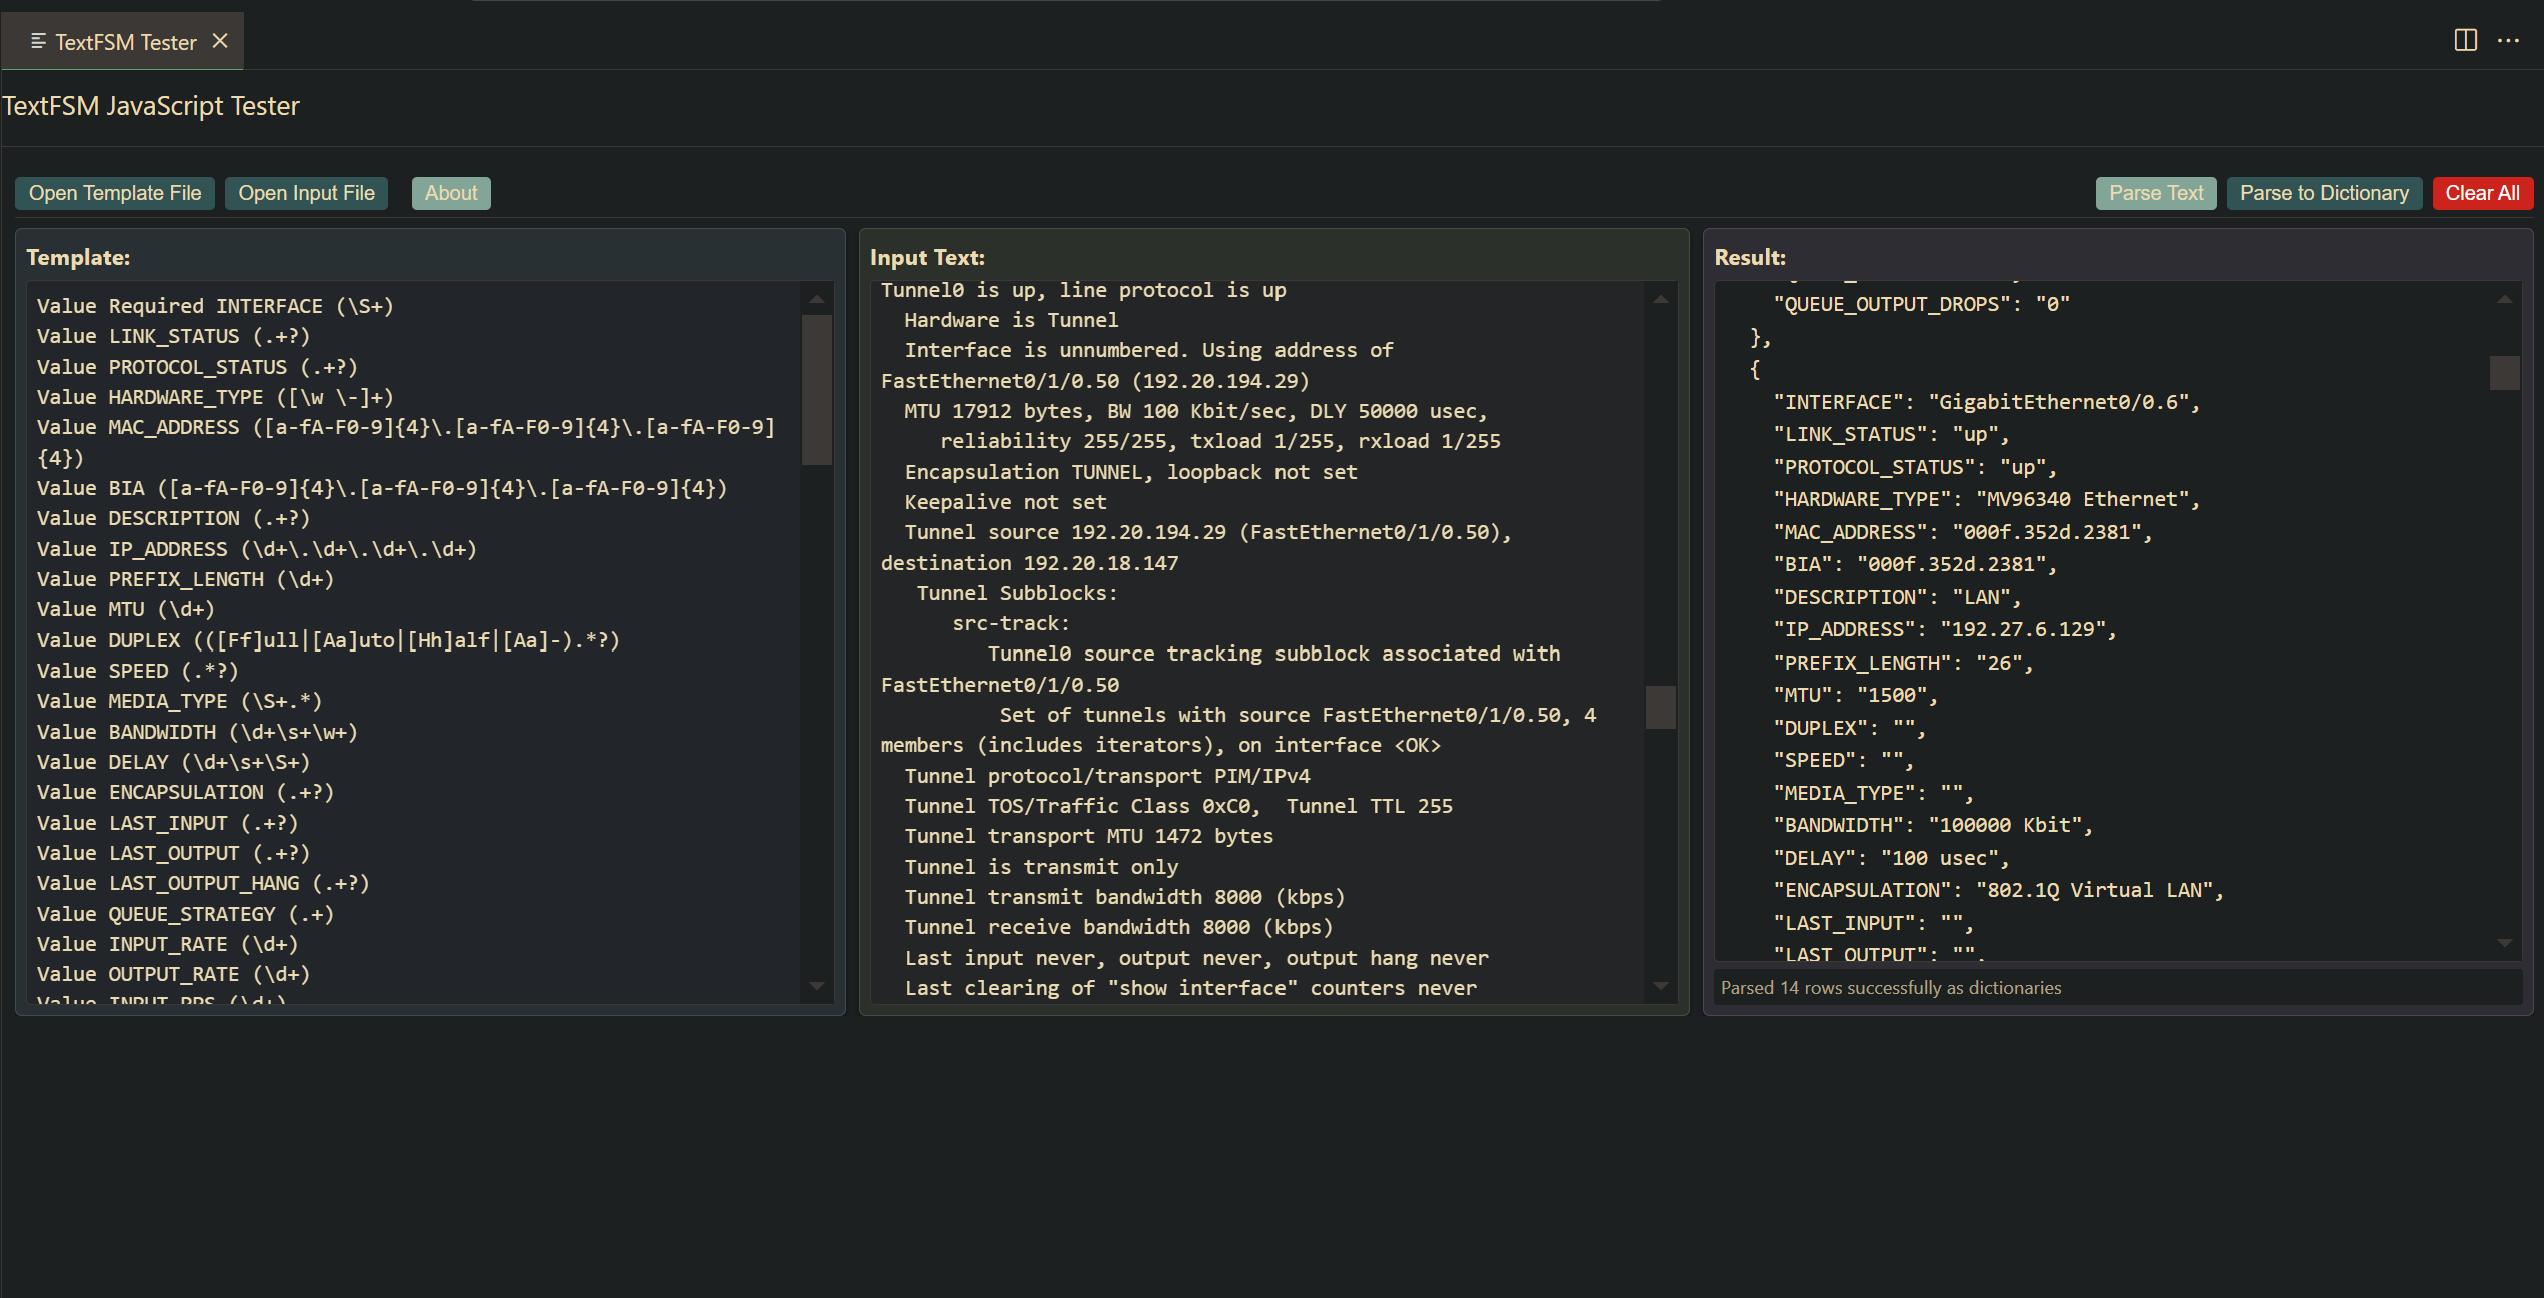 TextFSM Tester
TextFSM JavaScript Tester
Open Template File Open Input File About Parse Text Parse to Dictionary Clear All
Template:
Value Required INTERFACE (\S+)
Value LINK_STATUS (.+?)
Value PROTOCOL_STATUS (.+?)
Value HARDWARE_TYPE ([\w \-]+)
Value MAC_ADDRESS ([a-fA-F0-9]{4}\.[a-fA-F0-9]{4}\.[a-fA-F0-9]
{4})
Value BIA ([a-fA-F0-9]{4}\.[a-fA-F0-9]{4}\.[a-fA-F0-9]{4})
Value DESCRIPTION (.+?)
Value IP_ADDRESS (\d+\.\d+\.\d+\.\d+)
Value PREFIX_LENGTH (\d+)
Value MTU (\d+)
Value DUPLEX (([Ff]ull|[Aa]uto|[Hh]alf|[Aa]-).*?)
Value SPEED (.*?)
Value MEDIA_TYPE (\S+.*)
Value BANDWIDTH (\d+\s+\w+)
Value DELAY (\d+\s+\S+)
Value ENCAPSULATION (.+?)
Value LAST_INPUT (.+?)
Value LAST_OUTPUT (.+?)
Value LAST_OUTPUT_HANG (.+?)
Value QUEUE_STRATEGY (.+)
Value INPUT_RATE (\d+)
Value OUTPUT_RATE (\d+)
Value INPUT_PPS (\d+)
Input Text:
Tunnel0 is up, line protocol is up
Hardware is Tunnel
Interface is unnumbered. Using address of
FastEthernet0/1/0.50 (192.20.194.29)
MTU 17912 bytes, BW 100 Kbit/sec, DLY 50000 usec,
reliability 255/255, txload 1/255, rxload 1/255
Encapsulation TUNNEL, loopback not set
Keepalive not set
Tunnel source 192.20.194.29 (FastEthernet0/1/0.50),
destination 192.20.18.147
Tunnel Subblocks:
src-track:
Tunnel0 source tracking subblock associated with
FastEthernet0/1/0.50
Set of tunnels with source FastEthernet0/1/0.50, 4
members (includes iterators), on interface <OK>
Tunnel protocol/transport PIM/IPv4
Tunnel TOS/Traffic Class 0xC0,  Tunnel TTL 255
Tunnel transport MTU 1472 bytes
Tunnel is transmit only
Tunnel transmit bandwidth 8000 (kbps)
Tunnel receive bandwidth 8000 (kbps)
Last input never, output never, output hang never
Last clearing of "show interface" counters never
Result:
"QUEUE_OUTPUT_DROPS": "0"
},
{
"INTERFACE": "GigabitEthernet0/0.6",
"LINK_STATUS": "up",
"PROTOCOL_STATUS": "up",
"HARDWARE_TYPE": "MV96340 Ethernet",
"MAC_ADDRESS": "000f.352d.2381",
"BIA": "000f.352d.2381",
"DESCRIPTION": "LAN",
"IP_ADDRESS": "192.27.6.129",
"PREFIX_LENGTH": "26",
"MTU": "1500",
"DUPLEX": "",
"SPEED": "",
"MEDIA_TYPE": "",
"BANDWIDTH": "100000 Kbit",
"DELAY": "100 usec",
"ENCAPSULATION": "802.1Q Virtual LAN",
"LAST_INPUT": "",
"LAST_OUTPUT": "",
Parsed 14 rows successfully as dictionaries